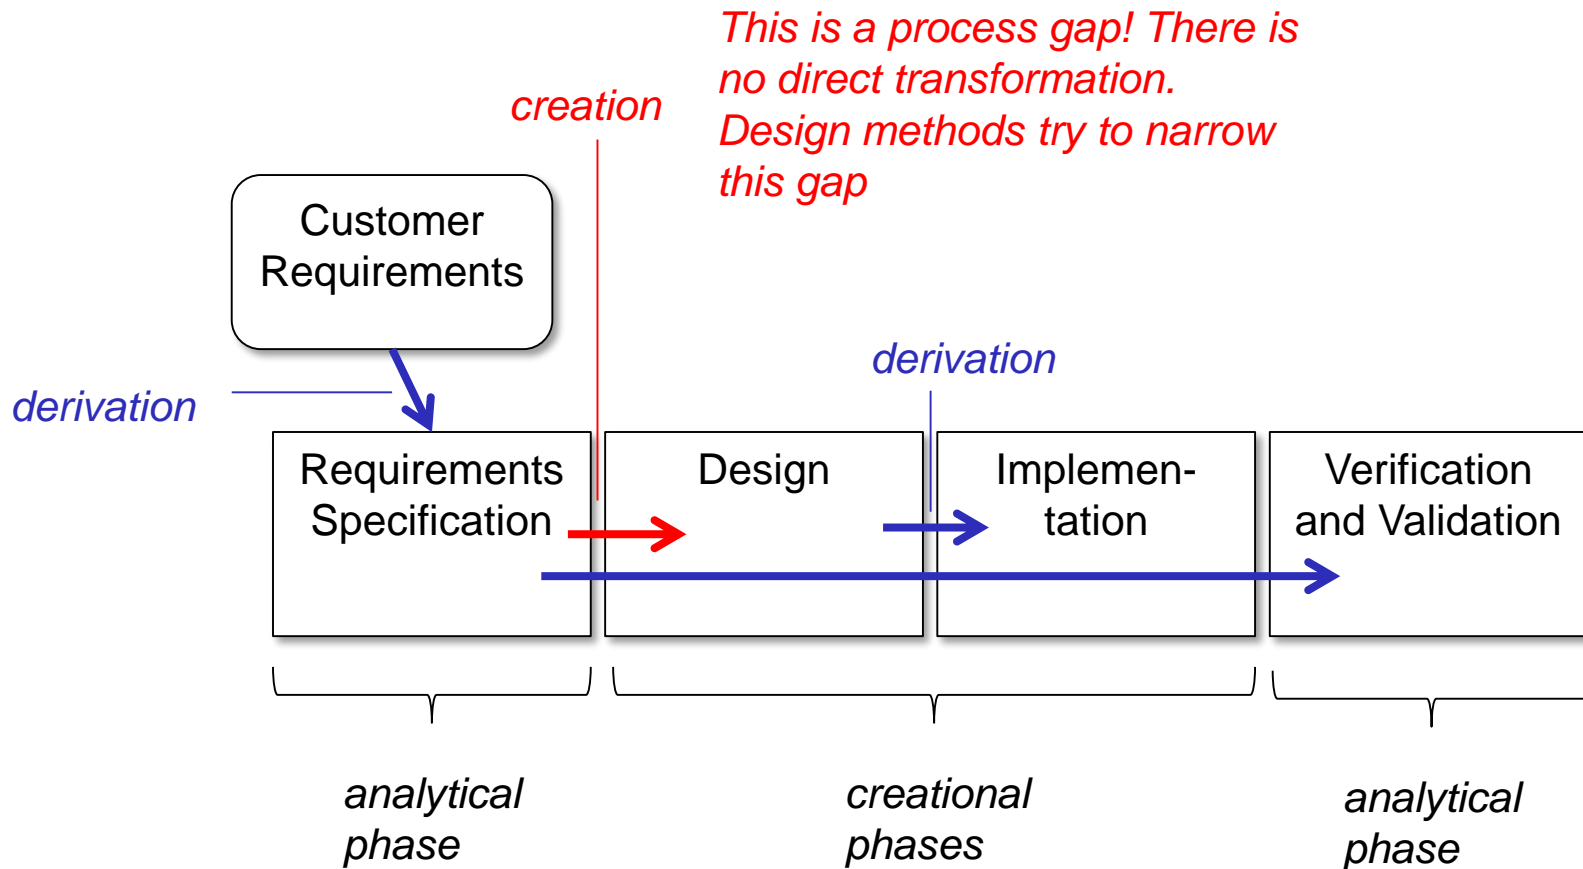 This is a process gap! There is
no direct transformation.
Design methods try to narrow
this gap
creation
Customer
Requirements
derivation
derivation
Requirements
Specification
Design
Implemen-
tation
Verification
and Validation
analytical
phase
creational
phases
analytical
phase